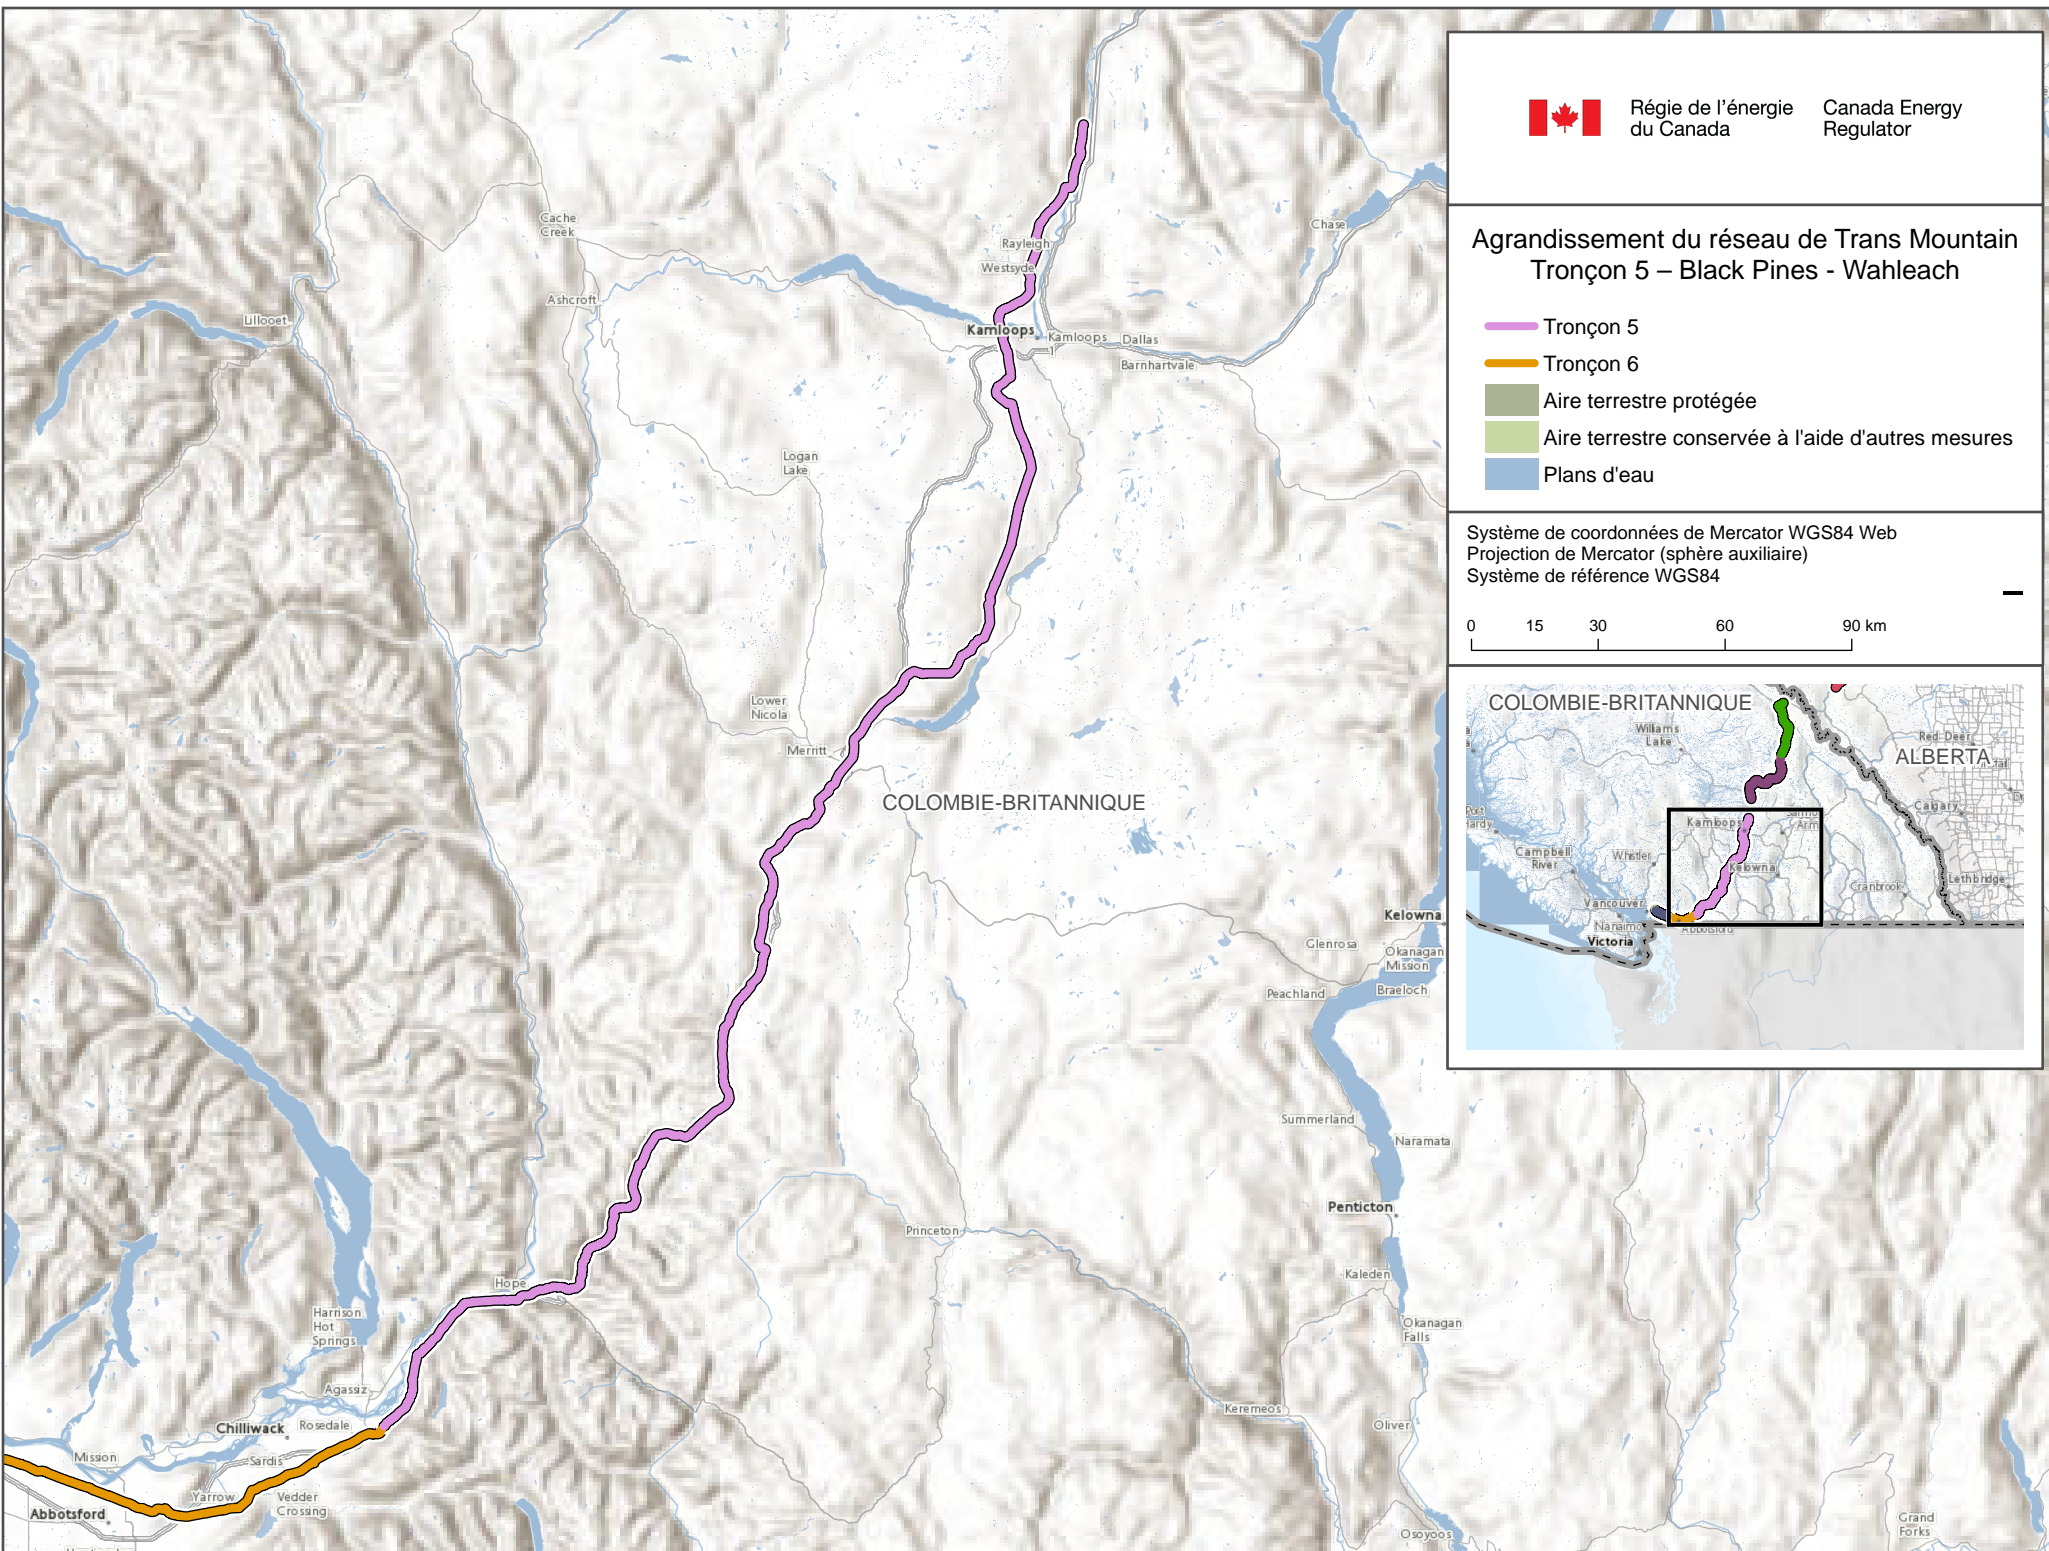 Régie de l'énergie
du Canada
Canada Energy
Regulator
Agrandissement du réseau de Trans Mountain
Tronçon 5 – Black Pines - Wahleach
Tronçon 5
Tronçon 6
Aire terrestre protégée
Aire terrestre conservée à l'aide d'autres mesures
Plans d'eau
Système de coordonnées de Mercator WGS84 Web
Projection de Mercator (sphère auxiliaire)
Système de référence WGS84
0 15 30 60 90 km
COLOMBIE-BRITANNIQUE
Williams
Lake
Red Deer
ALBERTA
Calgary
Kamloops
Arm
Campbell
River
Whistler
Kelowna
Cranbrook
Lethbridge
Vancouver
Nanaimo
Abbotsford
Victoria
Cache
Creek
Chase
Rayleigh
Westsyde
Ashcroft
Lillooet
Kamloops
Kamloops
Dallas
1
Barnhartvale
Logan
Lake
Lower
Nicola
Merritt
COLOMBIE-BRITANNIQUE
Kelowna
Glenrosa
Okanagan
Mission
Peachland
Braeloch
Summerland
Naramata
Penticton
Princeton
Kaleden
Hope
Harrison
Hot
Springs
Okanagan
Falls
Agassiz
Keremeos
Chilliwack
Rosedale
Oliver
Mission
Sardis
Yarrow
Vedder
Crossing
Abbotsford
Osoyoos
Grand
Forks